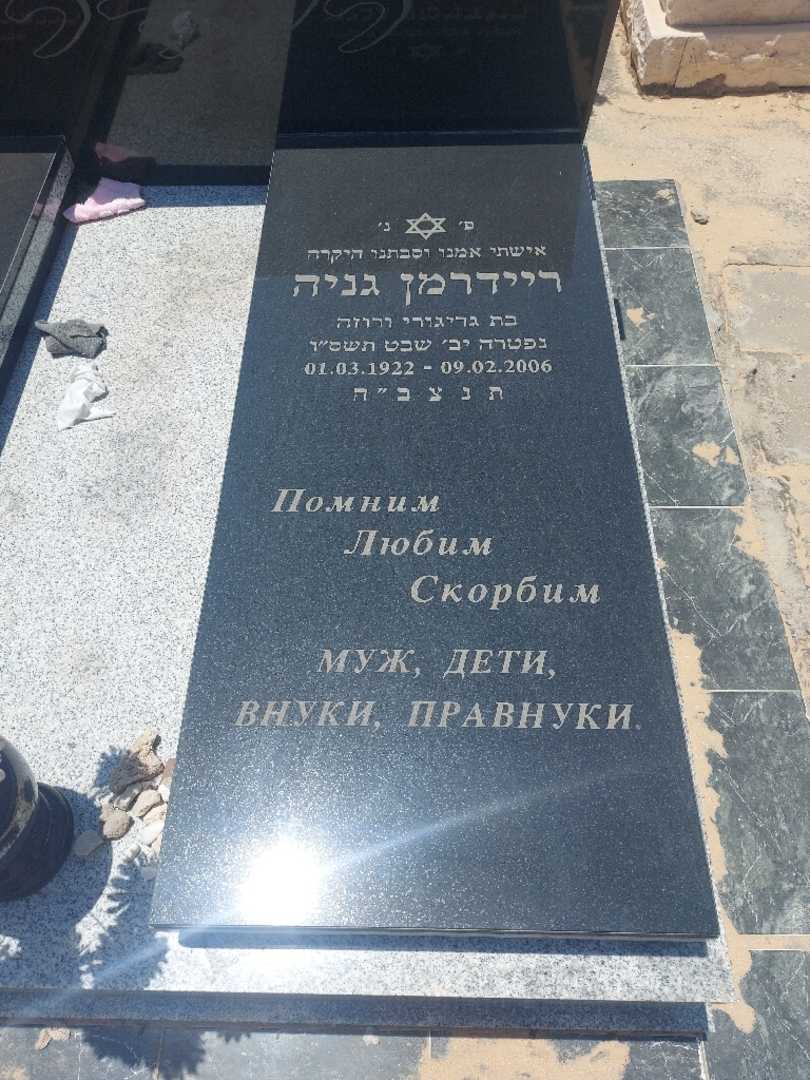 פ' נ'
אישתי אמנו וסבתנו היקרה
ריידרמן גניה
בת גריגורי ורוזה
נפטרה יב' שבט תשס"ו
01.03.1922 - 09.02.2006
ת נ צ ב " ה
Помним
Любим
Скорбим
МУЖ, ДЕТИ,
ВНУКИ, ПРАВНУКИ.